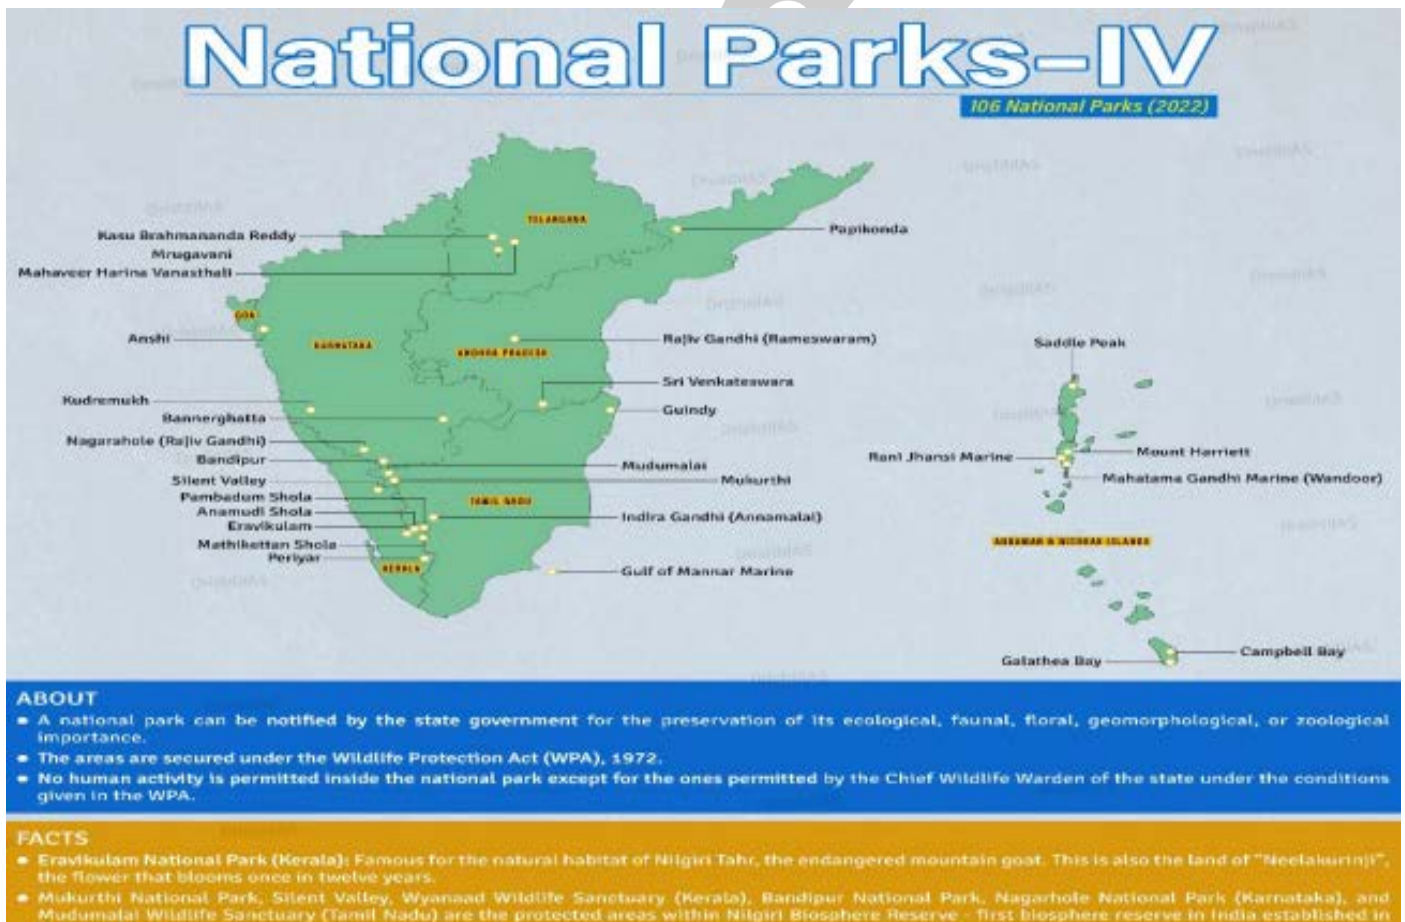 National Parks–IV
106 National Parks (2022)
TELANGANA
Kasu Brahmananda Reddy
Mrugavani
Mahaveer Harina Vanasthali
Papikonda
GOA
Anshi
KARNATAKA
ANDHRA PRADESH
Rajiv Gandhi (Rameswaram)
Sri Venkateswara
Kudremukh
Bannerghatta
Guindy
Nagarahole (Rajiv Gandhi)
Bandipur
Mudumalai
Silent Valley
Mukurthi
Pambadum Shola
TAMIL NADU
Anamudi Shola
Indira Gandhi (Annamalai)
Eravikulam
Mathikettan Shola
Periyar
KERALA
Gulf of Mannar Marine
Saddle Peak
Rani Jhansi Marine
Mount Harriett
Mahatama Gandhi Marine (Wandoor)
ANDAMAN & NICOBAR ISLANDS
Campbell Bay
Galathea Bay
ABOUT
A national park can be notified by the state government for the preservation of its ecological, faunal, floral, geomorphological, or zoological
importance.
The areas are secured under the Wildlife Protection Act (WPA), 1972.
No human activity is permitted inside the national park except for the ones permitted by the Chief Wildlife Warden of the state under the conditions
given in the WPA.
FACTS
Eravikulam National Park (Kerala): Famous for the natural habitat of Nilgiri Tahr, the endangered mountain goat. This is also the land of "Neelakurinji",
the flower that blooms once in twelve years.
Mukurthi National Park, Silent Valley, Wyanaad Wildlife Sanctuary (Kerala), Bandipur National Park, Nagarhole National Park (Karnataka), and
Mudumalai Wildlife Sanctuary (Tamil Nadu) are the protected areas within Nilgiri Biosphere Reserve - first biosphere reserve in India established in